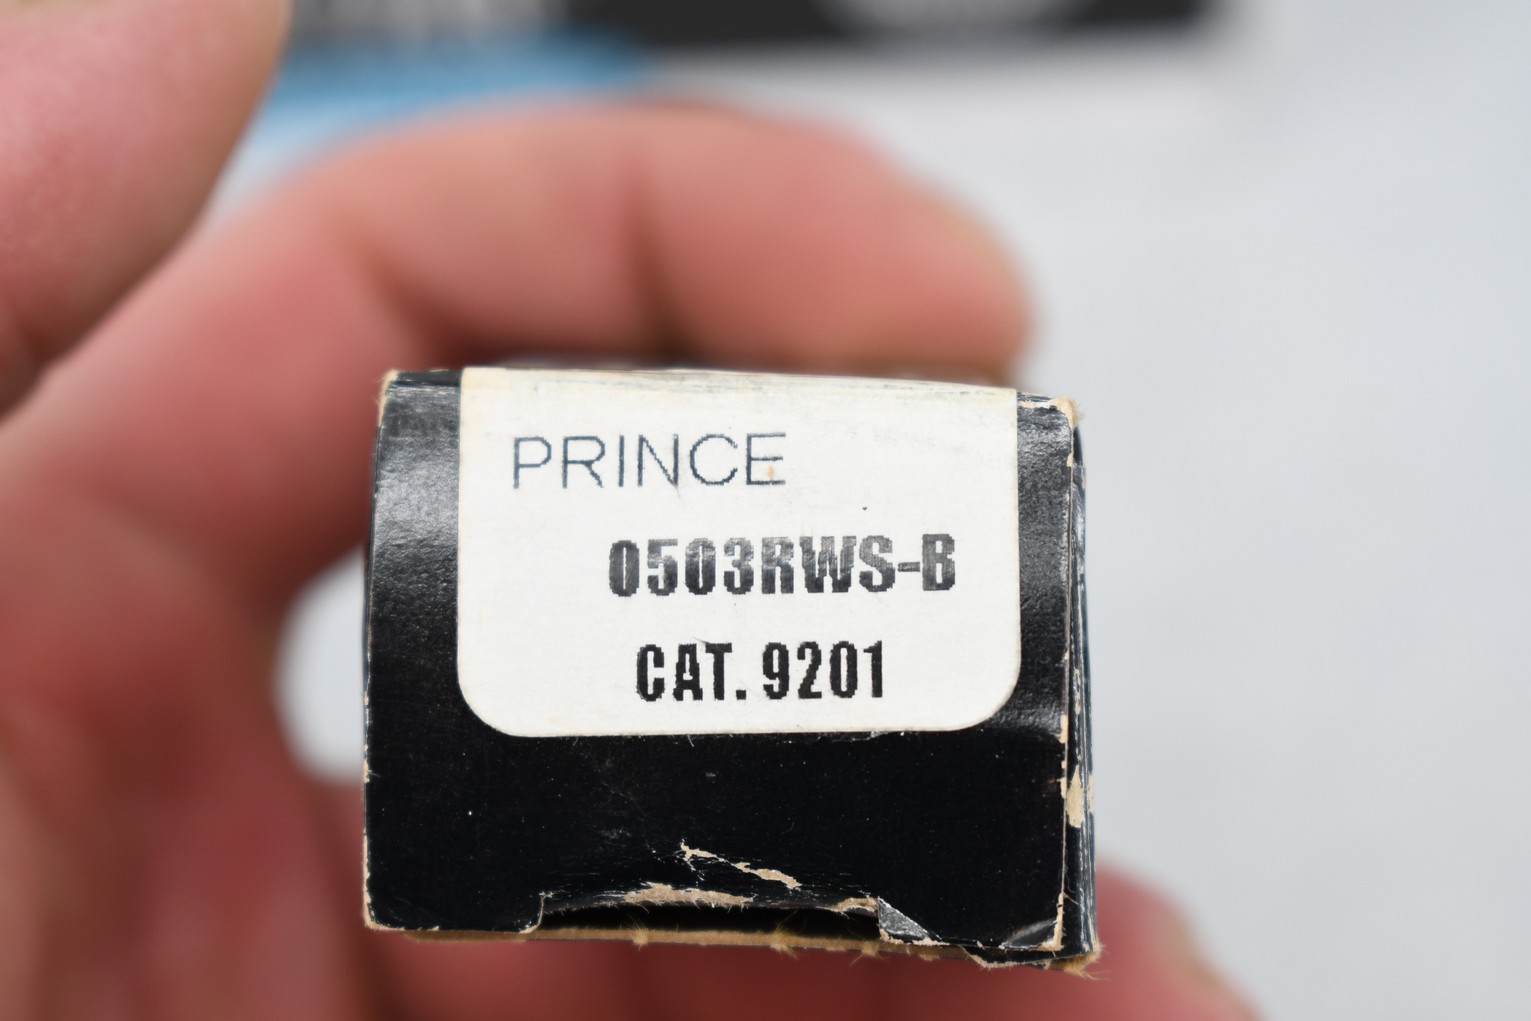 PRINCE
0503RWS-B
CAT. 9201